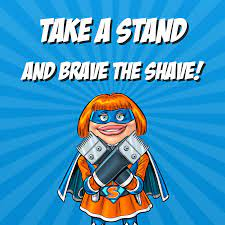 TAKE A STAND
AND BRAVE THE SHAVE!
S